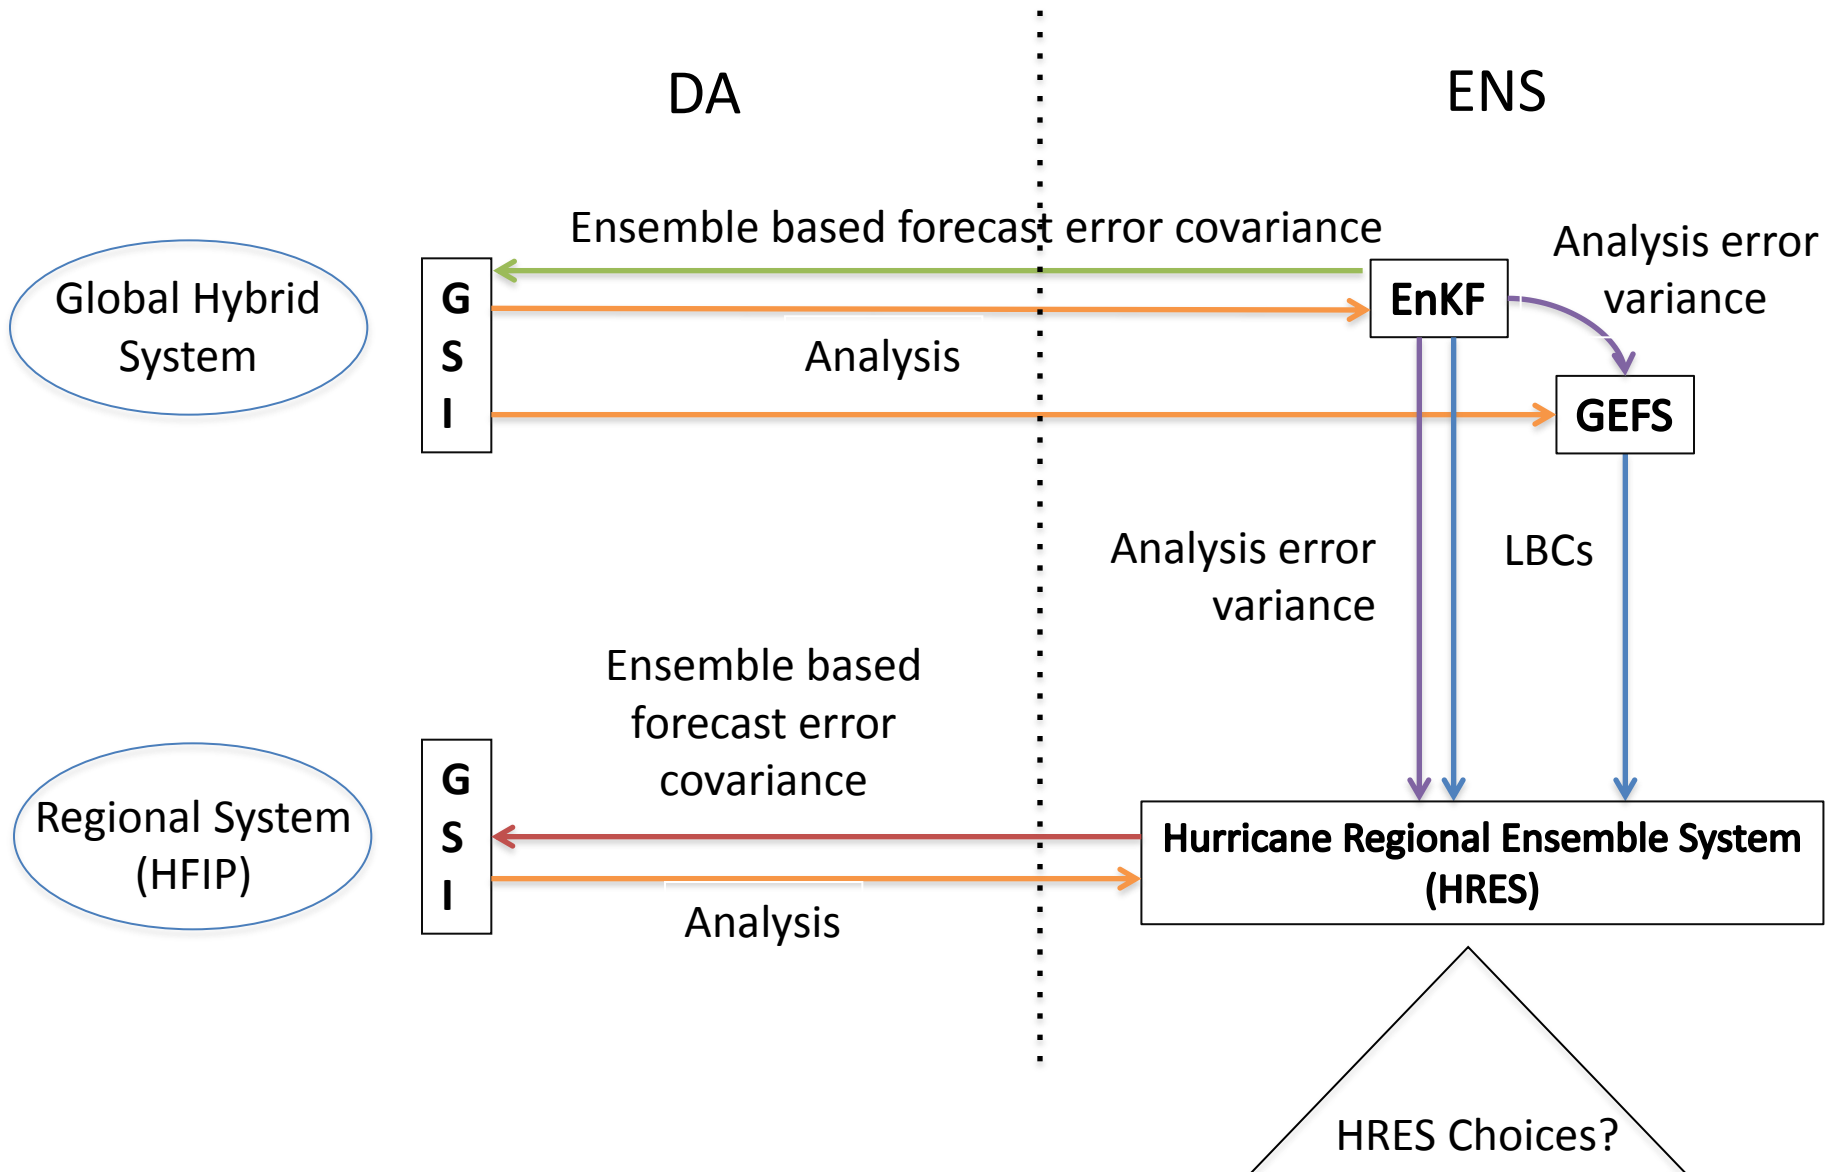 DA
ENS
Ensemble based forecast error covariance
Analysis error
variance
Global Hybrid
System
G
S
I
EnKF
Analysis
GEFS
Analysis error
variance
LBCs
Ensemble based
forecast error
covariance
Regional System
(HFIP)
G
S
I
Hurricane Regional Ensemble System
(HRES)
Analysis
HRES Choices?